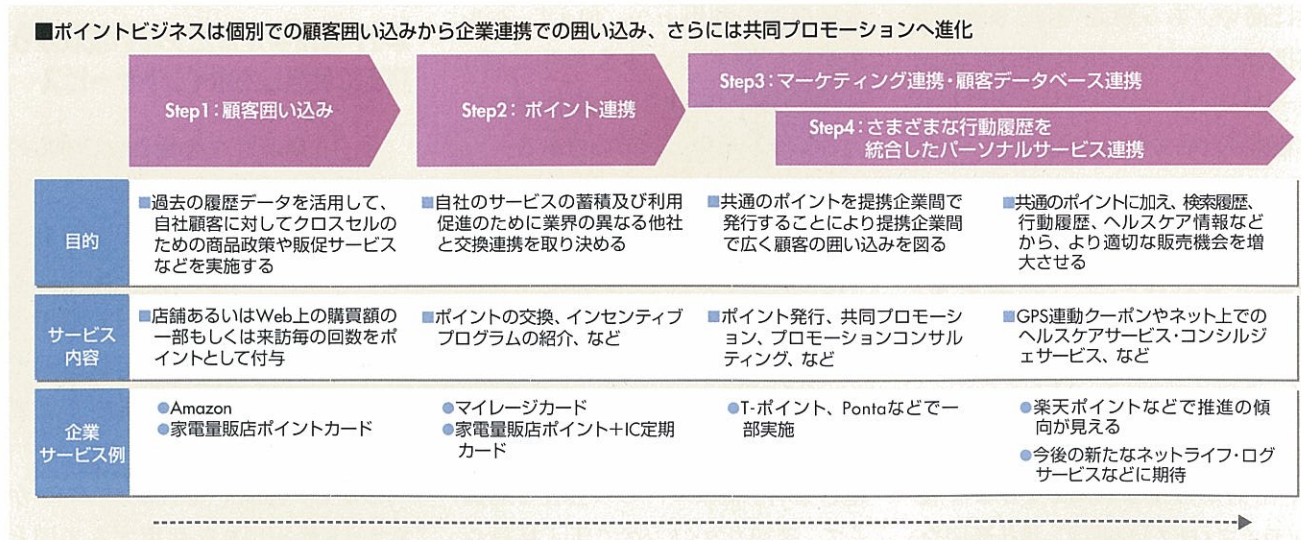 ■ポイントビジネスは個別での顧客囲い込みから企業連携での囲い込み、さらには共同プロモーションへ進化
Step1：顧客囲い込み
Step2：ポイント連携
Step3：マーケティング連携・顧客データベース連携
Step4：さまざまな行動履歴を
統合したパーソナルサービス連携
目的
■過去の履歴データを活用して、
自社顧客に対してクロスセルの
ための商品政策や販促サービス
などを実施する
■自社のサービスの蓄積及び利用
促進のために業界の異なる他社
と交換連携を取り決める
■共通のポイントを提携企業間で
発行することにより提携企業間
で広く顧客の囲い込みを図る
■共通のポイントに加え、検索履歴、
行動履歴、ヘルスケア情報など
から、より適切な販売機会を増
大させる
サービス
内容
■店舗あるいはWeb上の購買額の
一部もしくは来訪毎の回数をポ
イントとして付与
■ポイントの交換、インセンティブ
プログラムの紹介、など
■ポイント発行、共同プロモーショ
ン、プロモーションコンサル
ティング、など
■GPS連動クーポンやネット上での
ヘルスケアサービス・コンシルジ
ェサービス、など
企業
サービス例
●Amazon
●家電量販店ポイントカード
●マイレージカード
●家電量販店ポイント＋IC定期
カード
●T-ポイント、Pontaなどで一
部実施
●楽天ポイントなどで推進の傾
向が見える
●今後の新たなネットライフ・ログ
サービスなどに期待